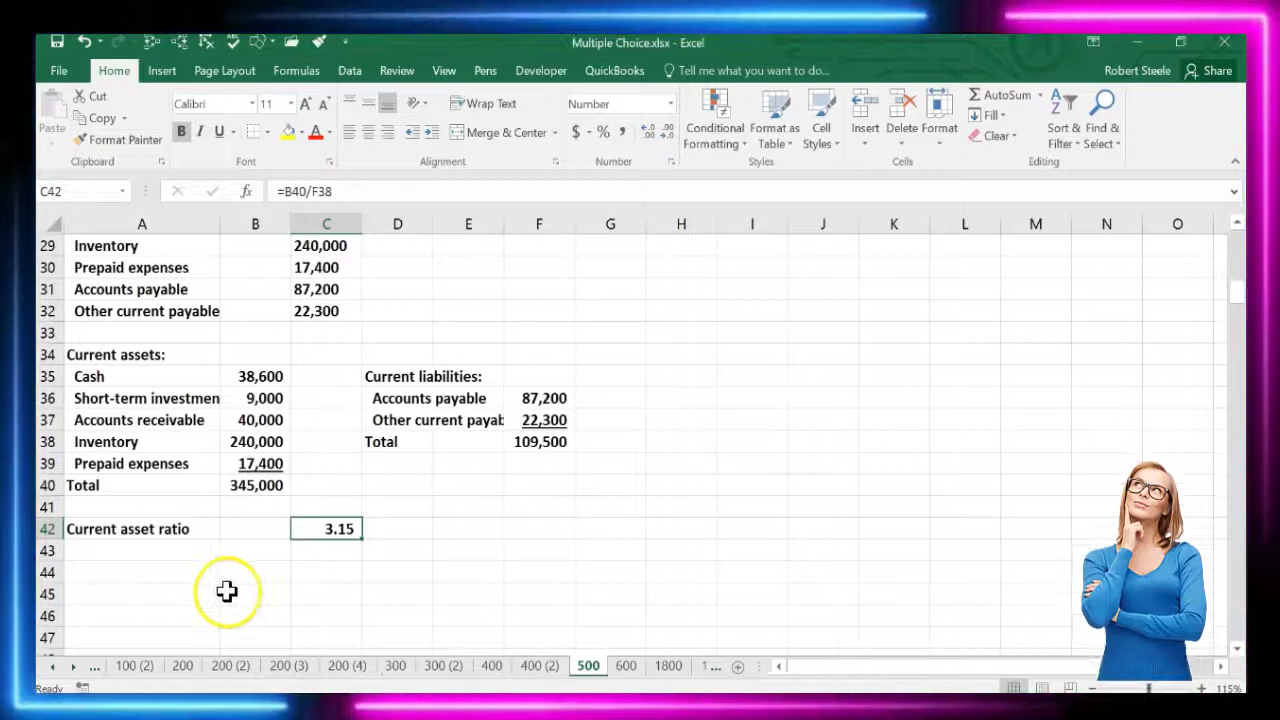 Multiple Choice.xlsx - Excel
File Home Insert Page Layout Formulas Data Review View Pens Developer QuickBooks Tell me what you want to do... Robert Steele Share
Paste
Cut
Copy
Format Painter
Clipboard
Calibri 11
B I U
Font
Wrap Text
Merge & Center
Alignment
Number
$ % ,
Number
Conditional Formatting
Format as Table
Cell Styles
Styles
Insert Delete Format
Cells
AutoSum
Fill
Clear
Sort & Filter
Find & Select
Editing
C42 fx =B40/F38
A B C D E F G H I J K L M N O
29 Inventory 240,000
30 Prepaid expenses 17,400
31 Accounts payable 87,200
32 Other current payable 22,300
33
34 Current assets:
35 Cash 38,600 Current liabilities:
36 Short-term investmen 9,000 Accounts payable 87,200
37 Accounts receivable 40,000 Other current payab 22,300
38 Inventory 240,000 Total 109,500
39 Prepaid expenses 17,400
40 Total 345,000
41
42 Current asset ratio 3.15
43
44
45
46
47
... 100 (2) 200 200 (2) 200 (3) 200 (4) 300 300 (2) 400 400 (2) 500 600 1800 1 ...
Ready 115%